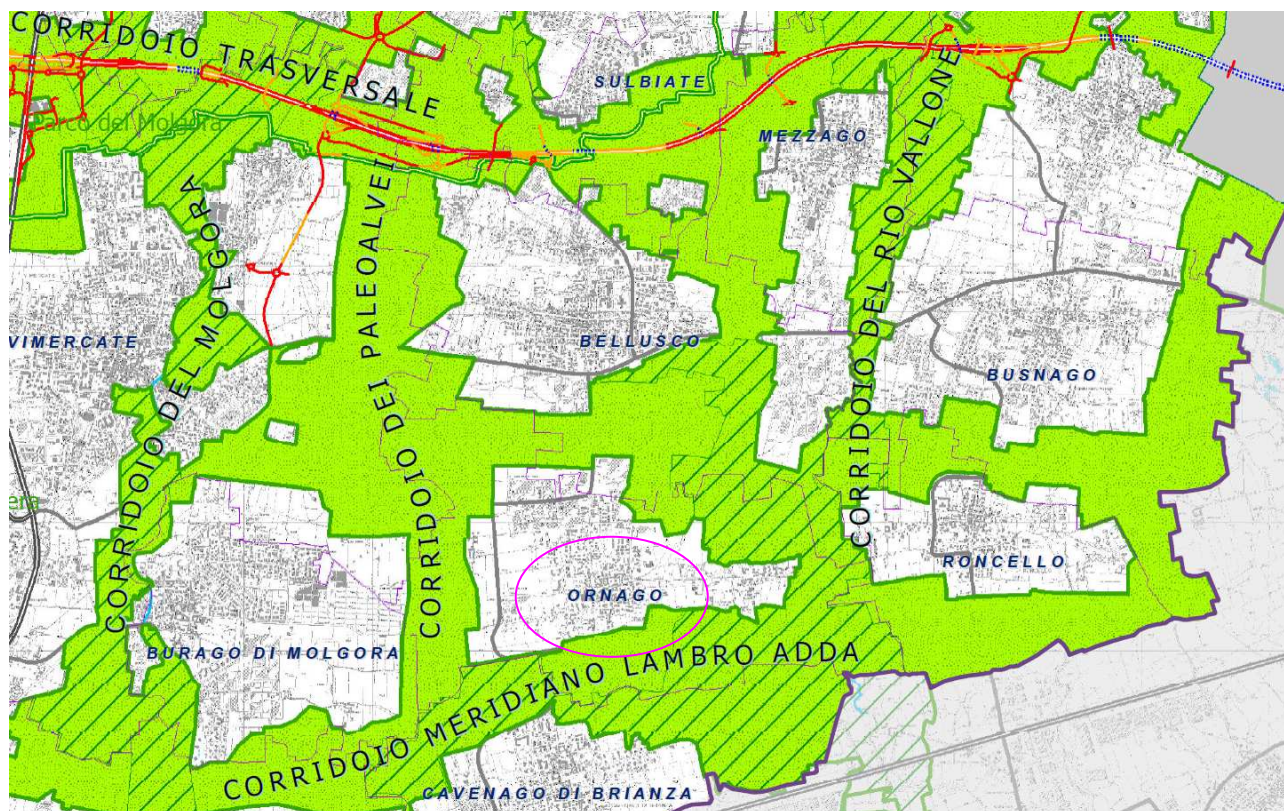 CORRIDOIO TRASVERSALE
SULBIATE
MEZZAGO
Parco del Molgora
CORRIDOIO DEL MOLGORA
CORRIDOIO DEI PALEOALVEI
CORRIDOIO DEL RIO VALLONE
VIMERCATE
BELLUSCO
BUSNAGO
era
ORNAGO
RONCELLO
BURAGO DI MOLGORA
CORRIDOIO MERIDIANO LAMBRO ADDA
CAVENAGO DI BRIANZA